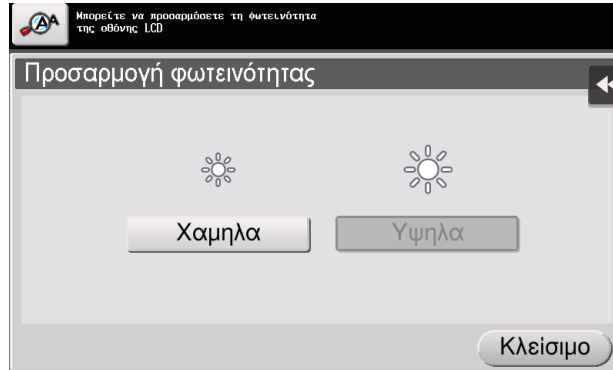 Μπορείτε να προσαρμόσετε τη φωτεινότητα
της οθόνης LCD
Προσαρμογή φωτεινότητας
Χαμηλα
Υψηλα
Κλείσιμο